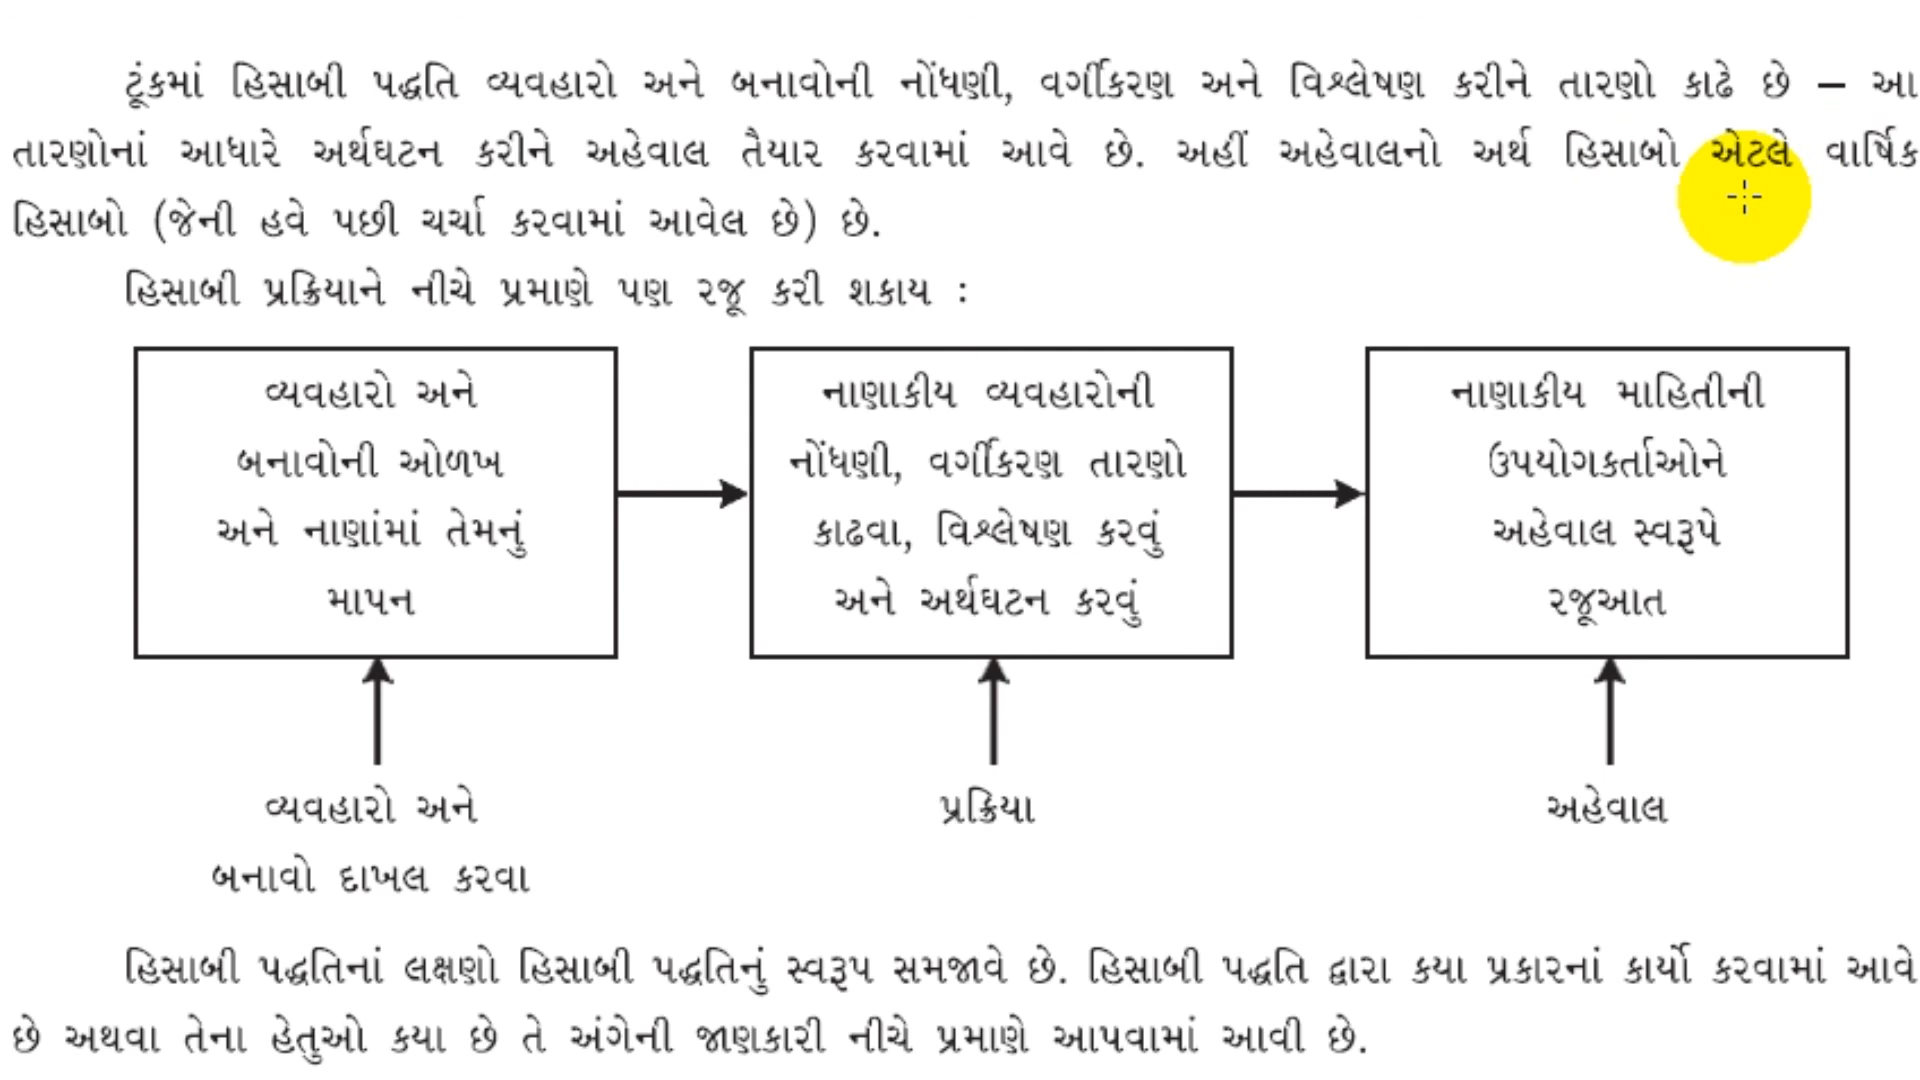 ટૂંકમાં હિસાબી પદ્ધતિ વ્યવહારો અને બનાવોની નોંધણી, વર્ગીકરણ અને વિશ્લેષણ કરીને તારણો કાઢે છે – આ
તારણોનાં આધારે અર્થઘટન કરીને અહેવાલ તૈયાર કરવામાં આવે છે. અહીં અહેવાલનો અર્થ હિસાબો એટલે વાર્ષિક
હિસાબો (જેની હવે પછી ચર્ચા કરવામાં આવેલ છે) છે.
હિસાબી પ્રક્રિયાને નીચે પ્રમાણે પણ રજૂ કરી શકાય :
વ્યવહારો અને
બનાવોની ઓળખ
અને નાણાંમાં તેમનું
માપન
નાણાકીય વ્યવહારોની
નોંધણી, વર્ગીકરણ તારણો
કાઢવા, વિશ્લેષણ કરવું
અને અર્થઘટન કરવું
નાણાકીય માહિતીની
ઉપયોગકર્તાઓને
અહેવાલ સ્વરૂપે
રજૂઆત
વ્યવહારો અને
બનાવો દાખલ કરવા
પ્રક્રિયા
અહેવાલ
હિસાબી પદ્ધતિનાં લક્ષણો હિસાબી પદ્ધતિનું સ્વરૂપ સમજાવે છે. હિસાબી પદ્ધતિ દ્વારા કયા પ્રકારનાં કાર્યો કરવામાં આવે
છે અથવા તેના હેતુઓ કયા છે તે અંગેની જાણકારી નીચે પ્રમાણે આપવામાં આવી છે.